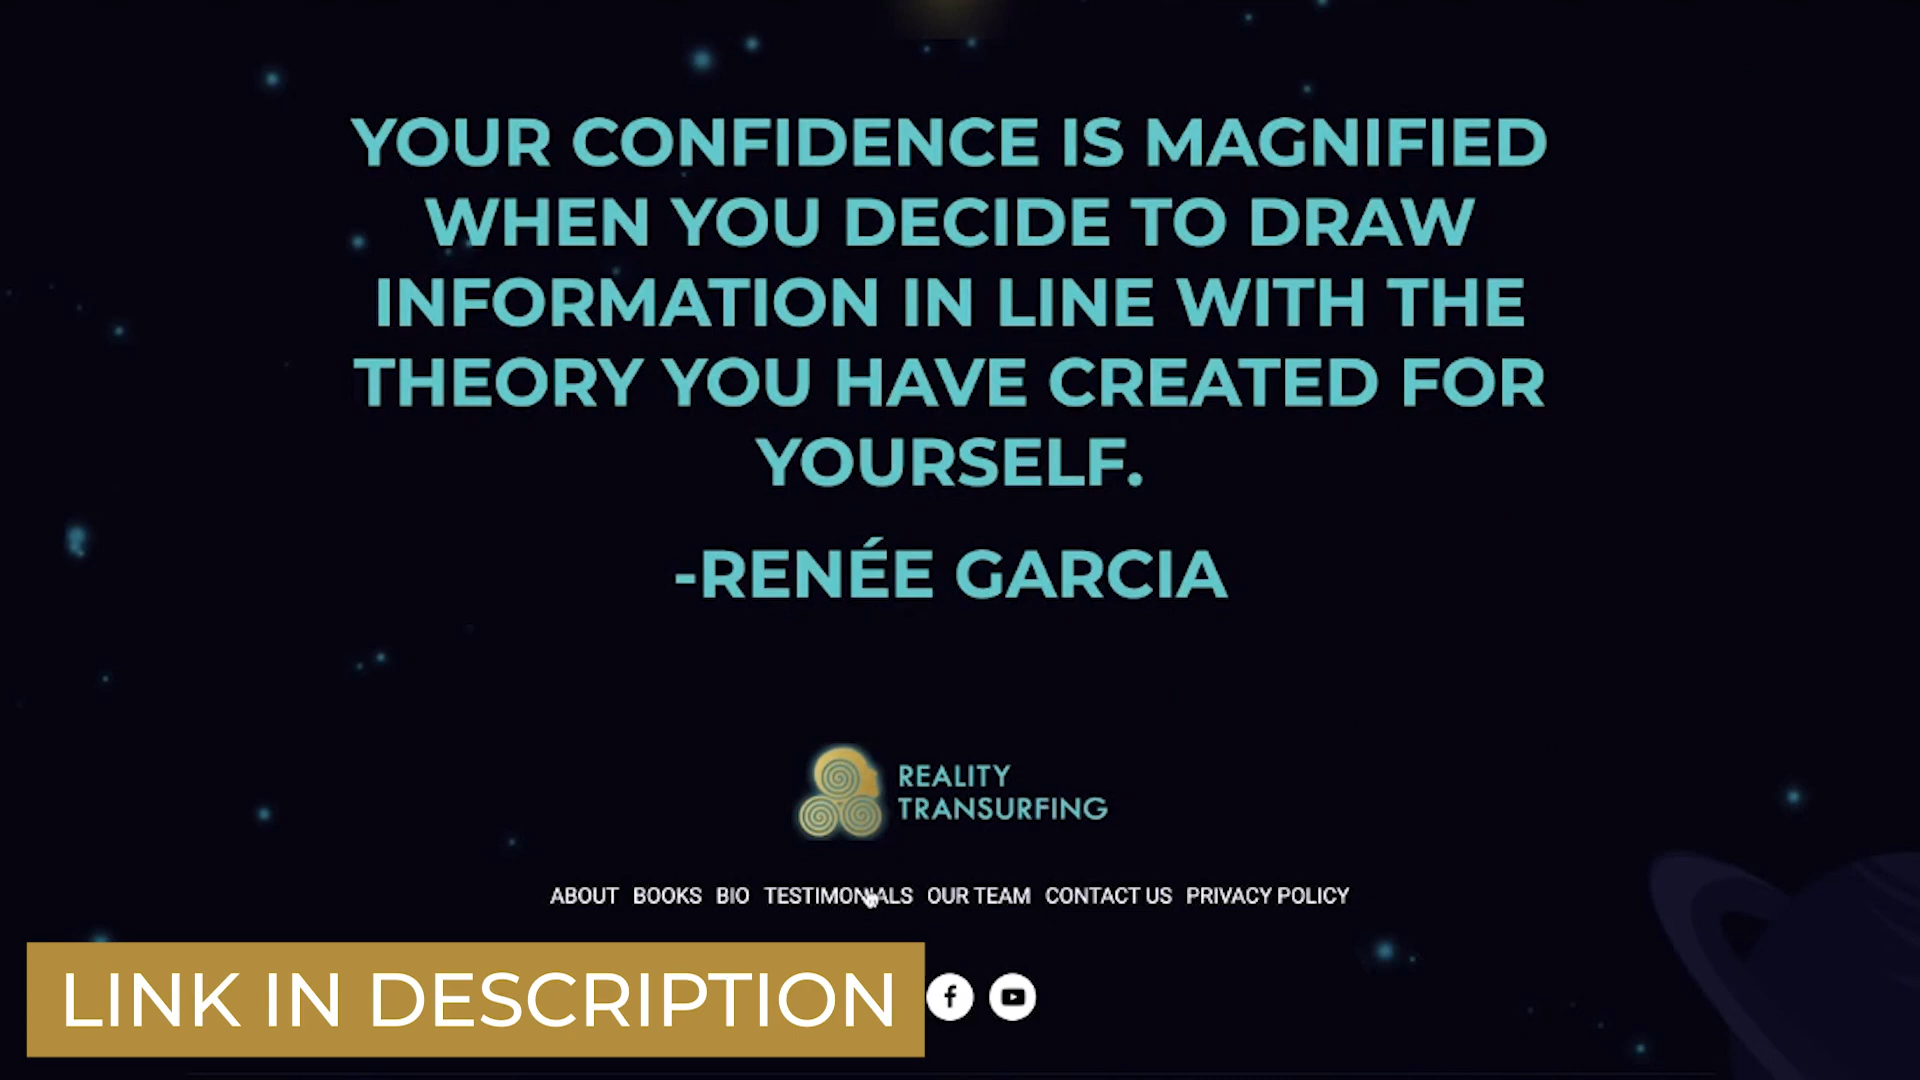 YOUR CONFIDENCE IS MAGNIFIED
WHEN YOU DECIDE TO DRAW
INFORMATION IN LINE WITH THE
THEORY YOU HAVE CREATED FOR
YOURSELF.
-RENÉE GARCIA
REALITY
TRANSURFING
ABOUT BOOKS BIO TESTIMONIALS OUR TEAM CONTACT US PRIVACY POLICY
LINK IN DESCRIPTION